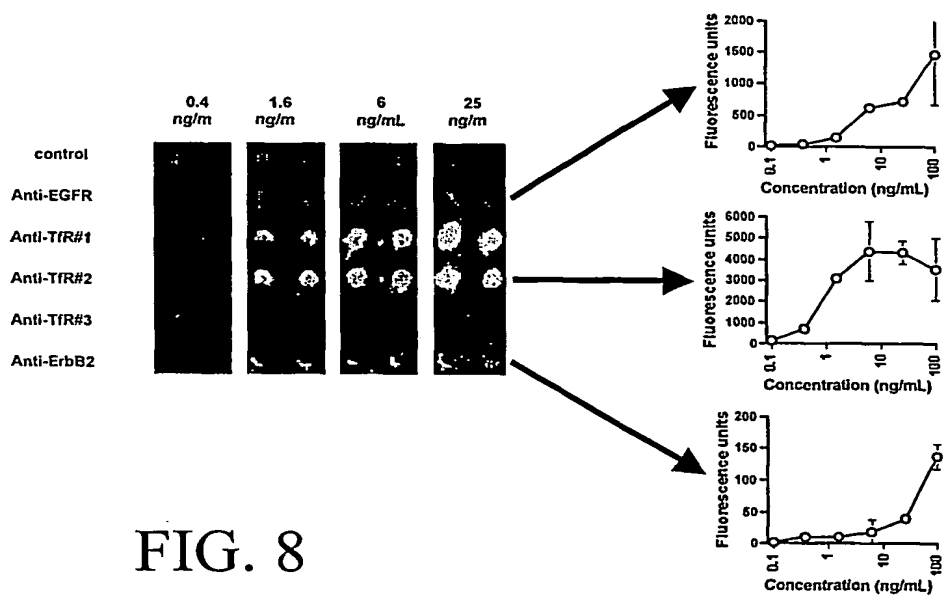 0.4 1.6 6 25
ng/m ng/m ng/mL ng/m
control
Anti-EGFR
Anti-TfR#1
Anti-TfR#2
Anti-TfR#3
Anti-ErbB2
Fluorescence units
2000
1500
1000
500
0
0.1 1 10 100
Concentration (ng/mL)
Fluorescence units
6000
5000
4000
3000
2000
1000
0
0.1 1 10 100
Concentration (ng/mL)
Fluorescence units
200
150
100
50
0
0.1 1 10 100
Concentration (ng/mL)
FIG. 8